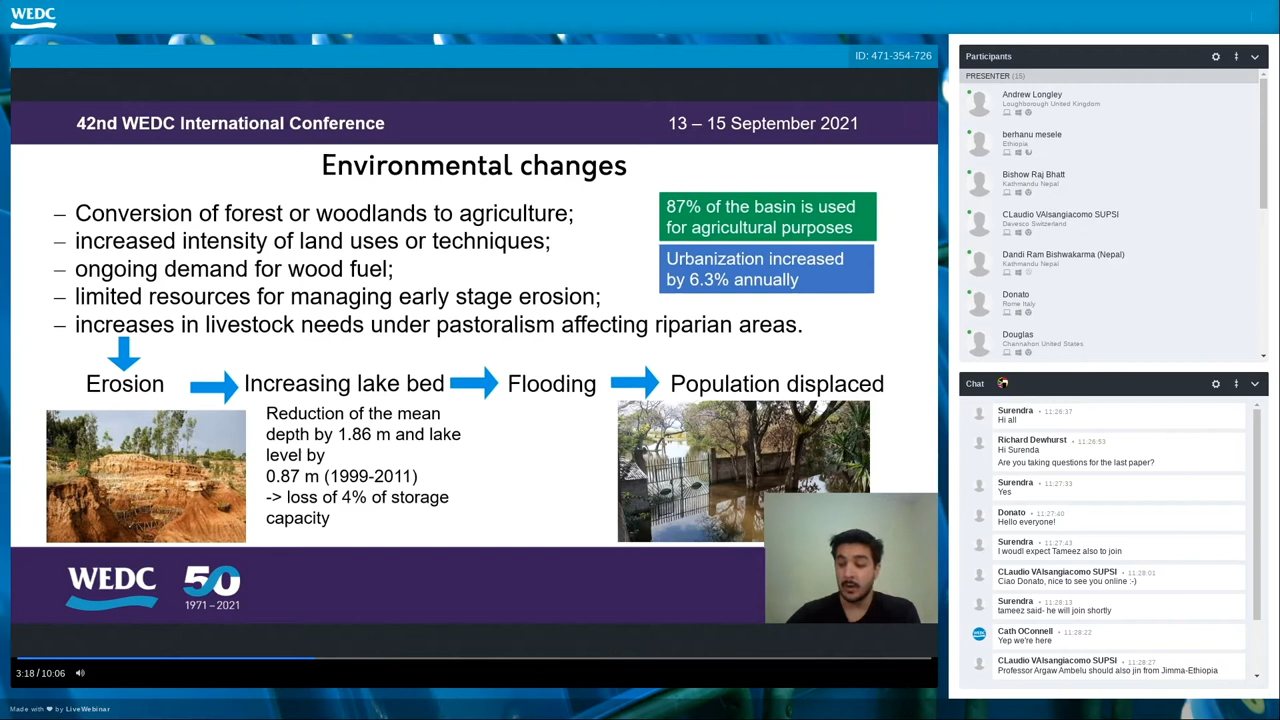 WEDC
ID: 471-354-726
42nd WEDC International Conference
13 – 15 September 2021
Environmental changes
– Conversion of forest or woodlands to agriculture;
– increased intensity of land uses or techniques;
– ongoing demand for wood fuel;
– limited resources for managing early stage erosion;
– increases in livestock needs under pastoralism affecting riparian areas.
87% of the basin is used
for agricultural purposes
Urbanization increased
by 6.3% annually
Erosion
Increasing lake bed
Flooding
Population displaced
Reduction of the mean
depth by 1.86 m and lake
level by
0.87 m (1999-2011)
-> loss of 4% of storage
capacity
WEDC
50
1971 – 2021
3:18 / 10:06
Made with ❤ by LiveWebinar
Participants
PRESENTER (15)
Andrew Longley
Loughborough United Kingdom
berhanu mesele
Ethiopia
Bishow Raj Bhatt
Kathmandu Nepal
CLaudio VAlsangiacomo SUPSI
Davesco Switzerland
Dandi Ram Bishwakarma (Nepal)
Kathmandu Nepal
Donato
Rome Italy
Douglas
Channahon United States
Chat
Surendra • 11:26:37
Hi all
Richard Dewhurst • 11:26:53
Hi Surenda
Are you taking questions for the last paper?
Surendra • 11:27:33
Yes
Donato • 11:27:40
Hello everyone!
Surendra • 11:27:43
I woudl expect Tameez also to join
CLaudio VAlsangiacomo SUPSI • 11:28:01
Ciao Donato, nice to see you online :-)
Surendra • 11:28:13
tameez said- he will join shortly
WEDC
Cath OConnell • 11:28:22
Yep we're here
CLaudio VAlsangiacomo SUPSI • 11:28:27
Professor Argaw Ambelu should also jin from Jimma-Ethiopia